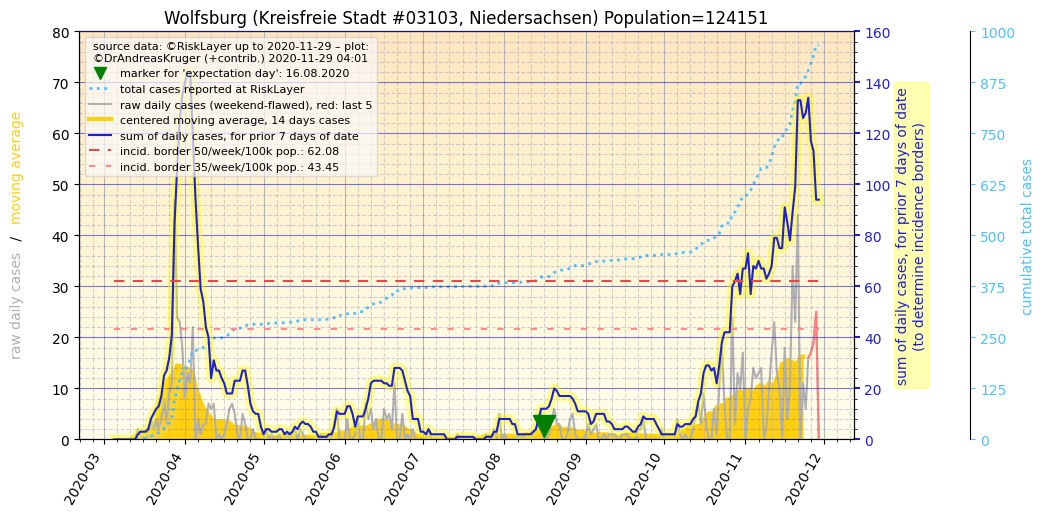 Wolfsburg (Kreisfreie Stadt #03103, Niedersachsen) Population=124151
source data: ©RiskLayer up to 2020-11-29 – plot:
©DrAndreasKruger (+contrib.) 2020-11-29 04:01
marker for 'expectation day': 16.08.2020
total cases reported at RiskLayer
raw daily cases (weekend-flawed), red: last 5
centered moving average, 14 days cases
sum of daily cases, for prior 7 days of date
incid. border 50/week/100k pop.: 62.08
incid. border 35/week/100k pop.: 43.45
raw daily cases / moving average
80
70
60
50
40
30
20
10
0
160
140
120
100
80
60
40
20
0
sum of daily cases, for prior 7 days of date
(to determine incidence borders)
1000
875
750
625
500
375
250
125
0
cumulative total cases
2020-03
2020-04
2020-05
2020-06
2020-07
2020-08
2020-09
2020-10
2020-11
2020-12